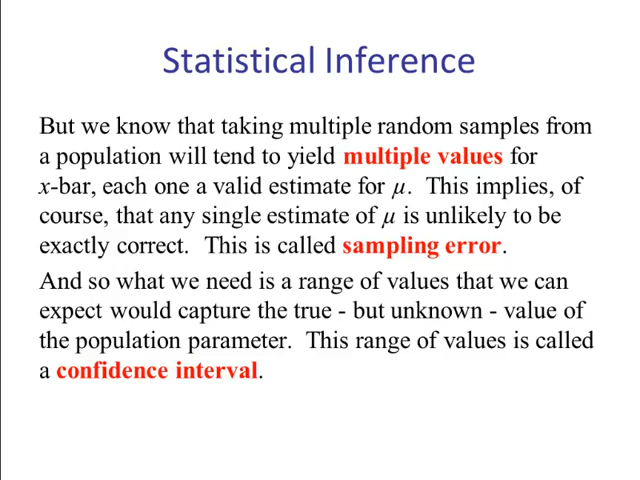 Statistical Inference
But we know that taking multiple random samples from
a population will tend to yield multiple values for
x-bar, each one a valid estimate for μ.  This implies, of
course, that any single estimate of μ is unlikely to be
exactly correct.  This is called sampling error.
And so what we need is a range of values that we can
expect would capture the true - but unknown - value of
the population parameter.  This range of values is called
a confidence interval.